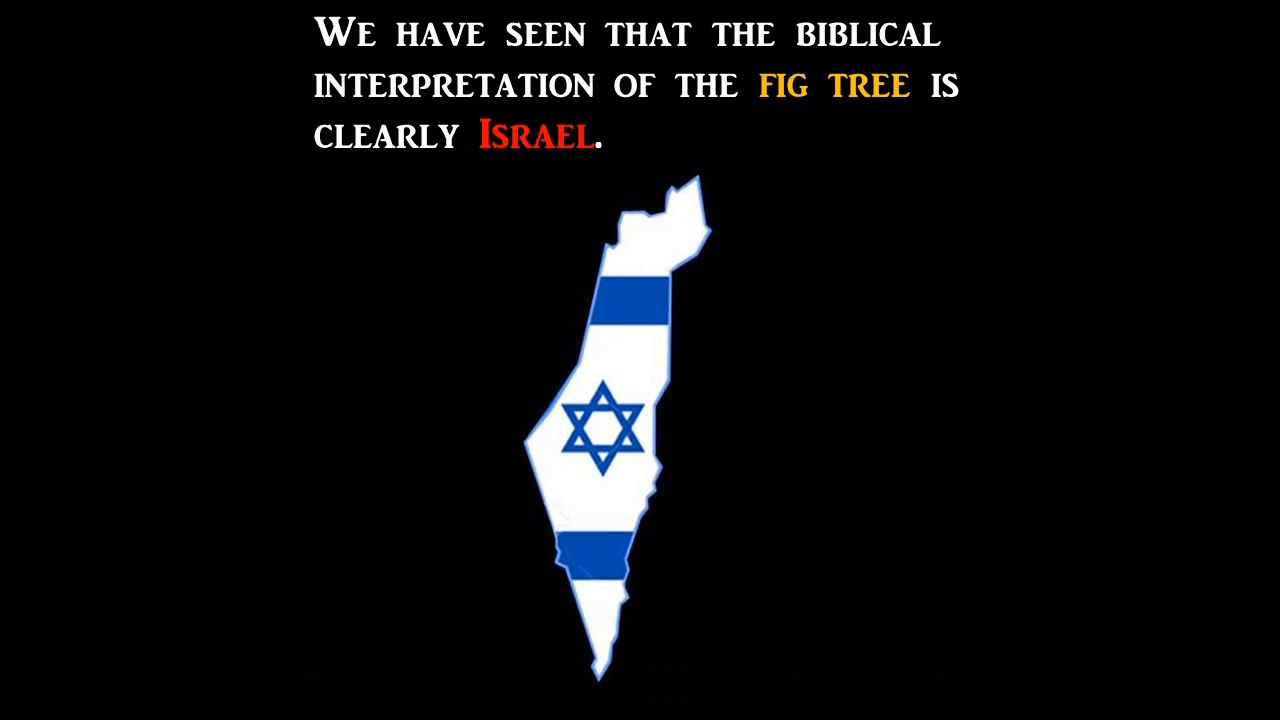 We have seen that the biblical
interpretation of the fig tree is
clearly Israel.